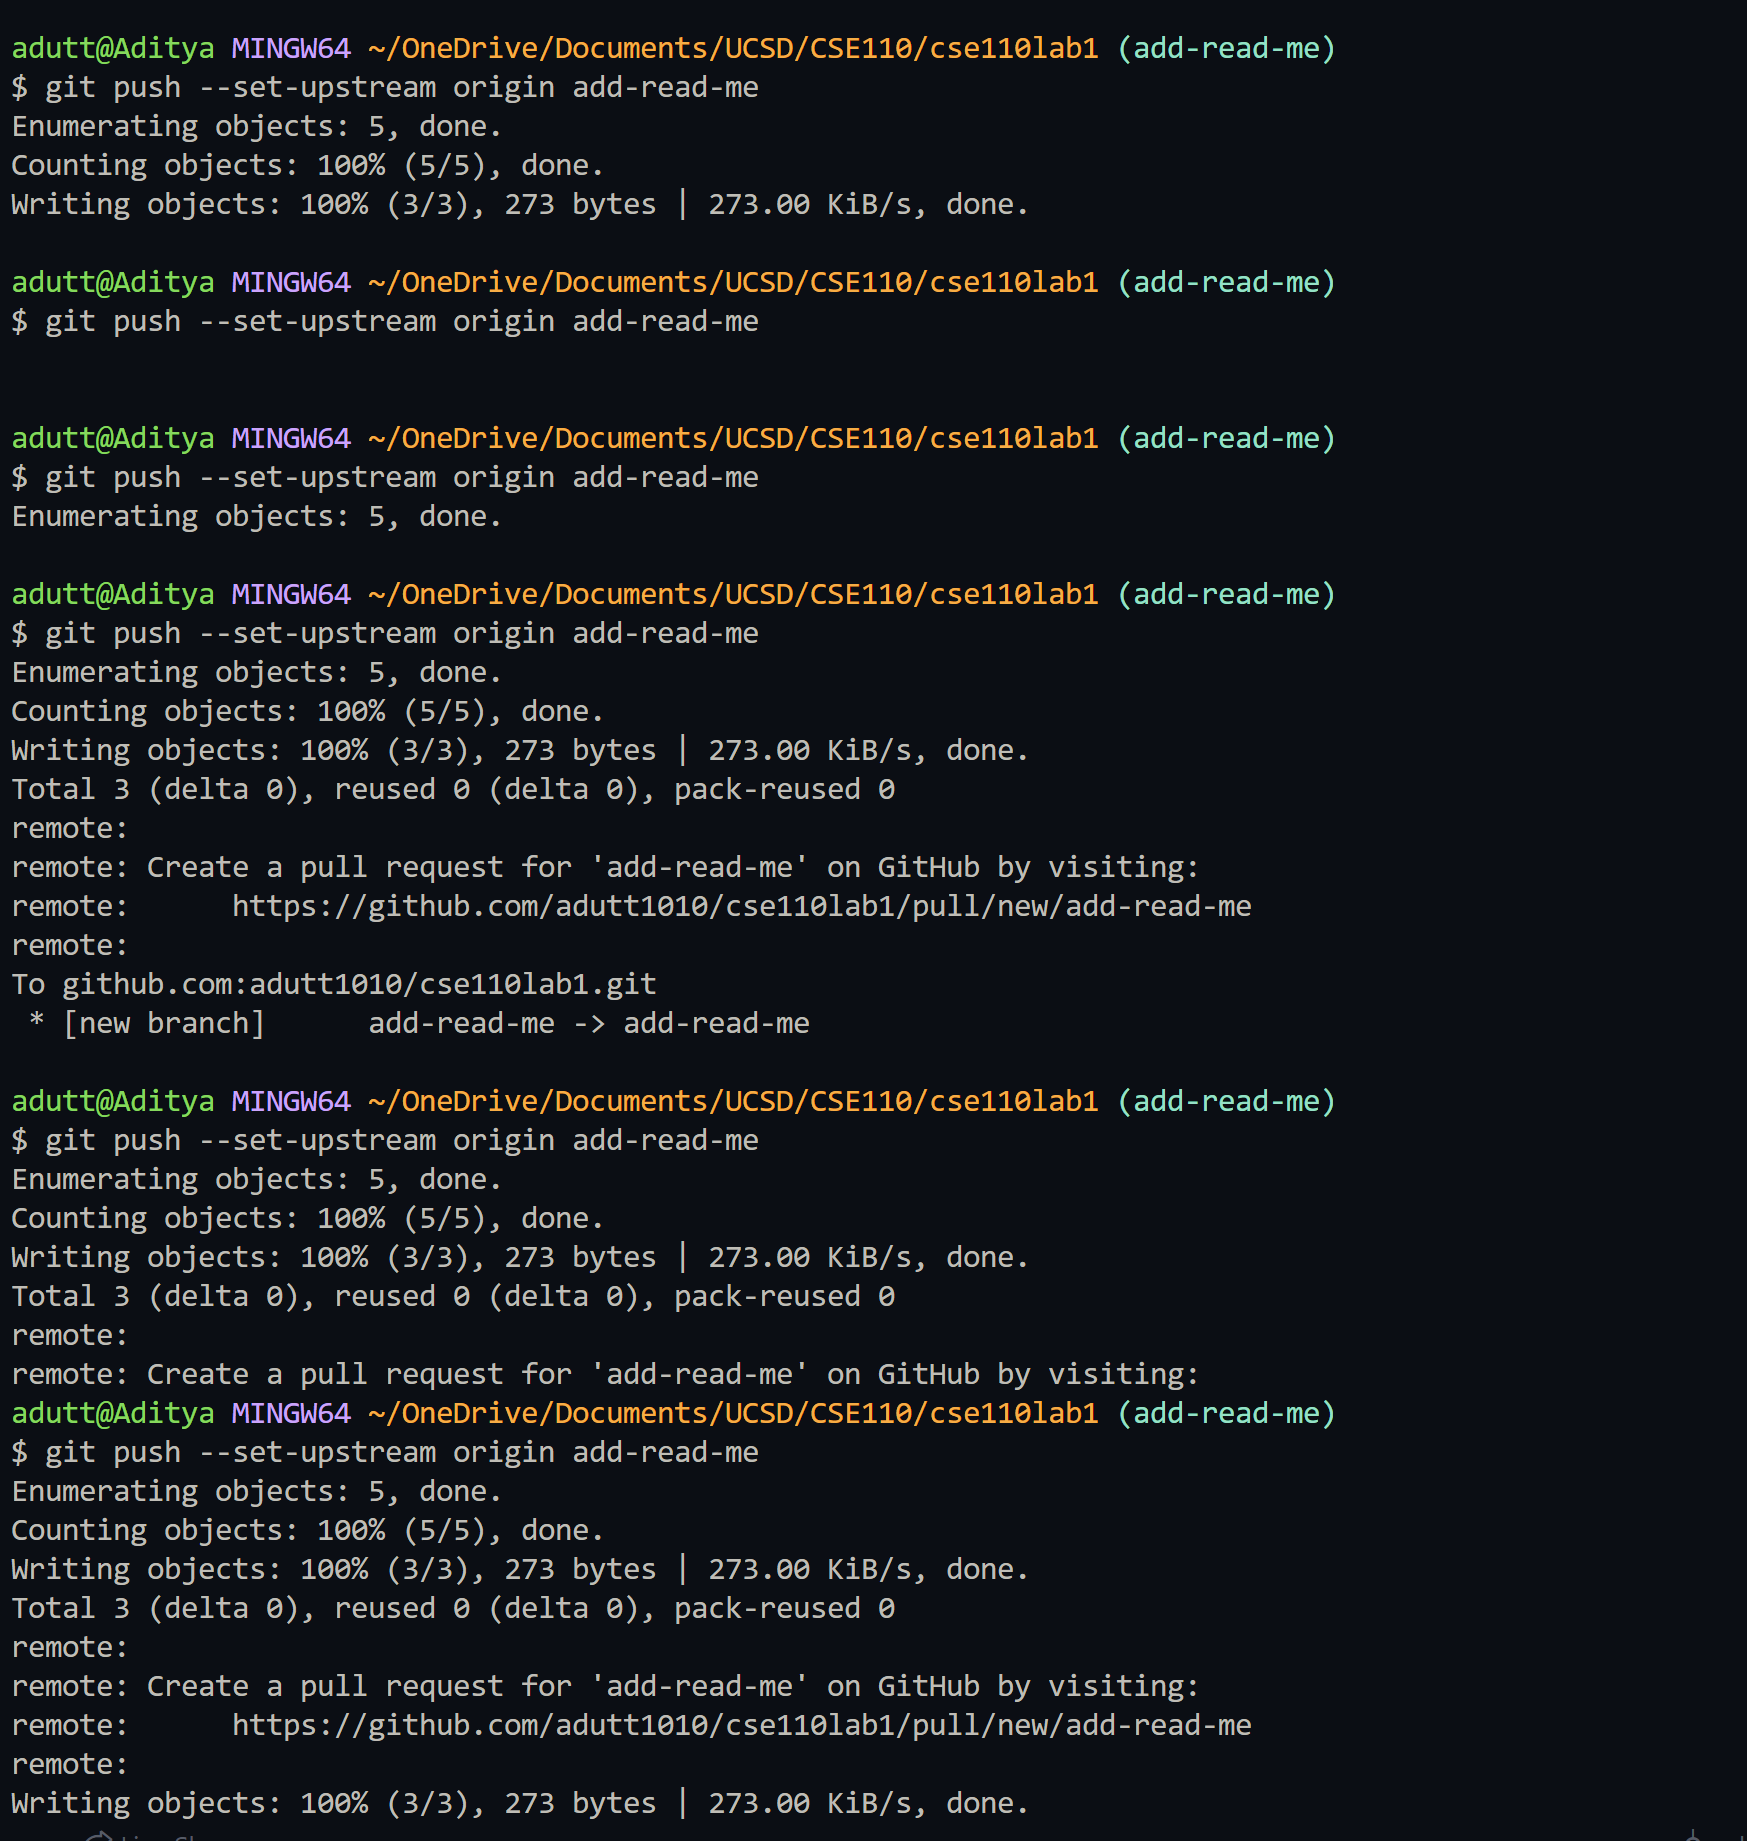 adutt@Aditya MINGW64 ~/OneDrive/Documents/UCSD/CSE110/cse110lab1 (add-read-me)
$ git push --set-upstream origin add-read-me
Enumerating objects: 5, done.
Counting objects: 100% (5/5), done.
Writing objects: 100% (3/3), 273 bytes | 273.00 KiB/s, done.
adutt@Aditya MINGW64 ~/OneDrive/Documents/UCSD/CSE110/cse110lab1 (add-read-me)
$ git push --set-upstream origin add-read-me
adutt@Aditya MINGW64 ~/OneDrive/Documents/UCSD/CSE110/cse110lab1 (add-read-me)
$ git push --set-upstream origin add-read-me
Enumerating objects: 5, done.
adutt@Aditya MINGW64 ~/OneDrive/Documents/UCSD/CSE110/cse110lab1 (add-read-me)
$ git push --set-upstream origin add-read-me
Enumerating objects: 5, done.
Counting objects: 100% (5/5), done.
Writing objects: 100% (3/3), 273 bytes | 273.00 KiB/s, done.
Total 3 (delta 0), reused 0 (delta 0), pack-reused 0
remote:
remote: Create a pull request for 'add-read-me' on GitHub by visiting:
remote:      https://github.com/adutt1010/cse110lab1/pull/new/add-read-me
remote:
To github.com:adutt1010/cse110lab1.git
 * [new branch]      add-read-me -> add-read-me
adutt@Aditya MINGW64 ~/OneDrive/Documents/UCSD/CSE110/cse110lab1 (add-read-me)
$ git push --set-upstream origin add-read-me
Enumerating objects: 5, done.
Counting objects: 100% (5/5), done.
Writing objects: 100% (3/3), 273 bytes | 273.00 KiB/s, done.
Total 3 (delta 0), reused 0 (delta 0), pack-reused 0
remote:
remote: Create a pull request for 'add-read-me' on GitHub by visiting:
adutt@Aditya MINGW64 ~/OneDrive/Documents/UCSD/CSE110/cse110lab1 (add-read-me)
$ git push --set-upstream origin add-read-me
Enumerating objects: 5, done.
Counting objects: 100% (5/5), done.
Writing objects: 100% (3/3), 273 bytes | 273.00 KiB/s, done.
Total 3 (delta 0), reused 0 (delta 0), pack-reused 0
remote:
remote: Create a pull request for 'add-read-me' on GitHub by visiting:
remote:      https://github.com/adutt1010/cse110lab1/pull/new/add-read-me
remote:
Writing objects: 100% (3/3), 273 bytes | 273.00 KiB/s, done.